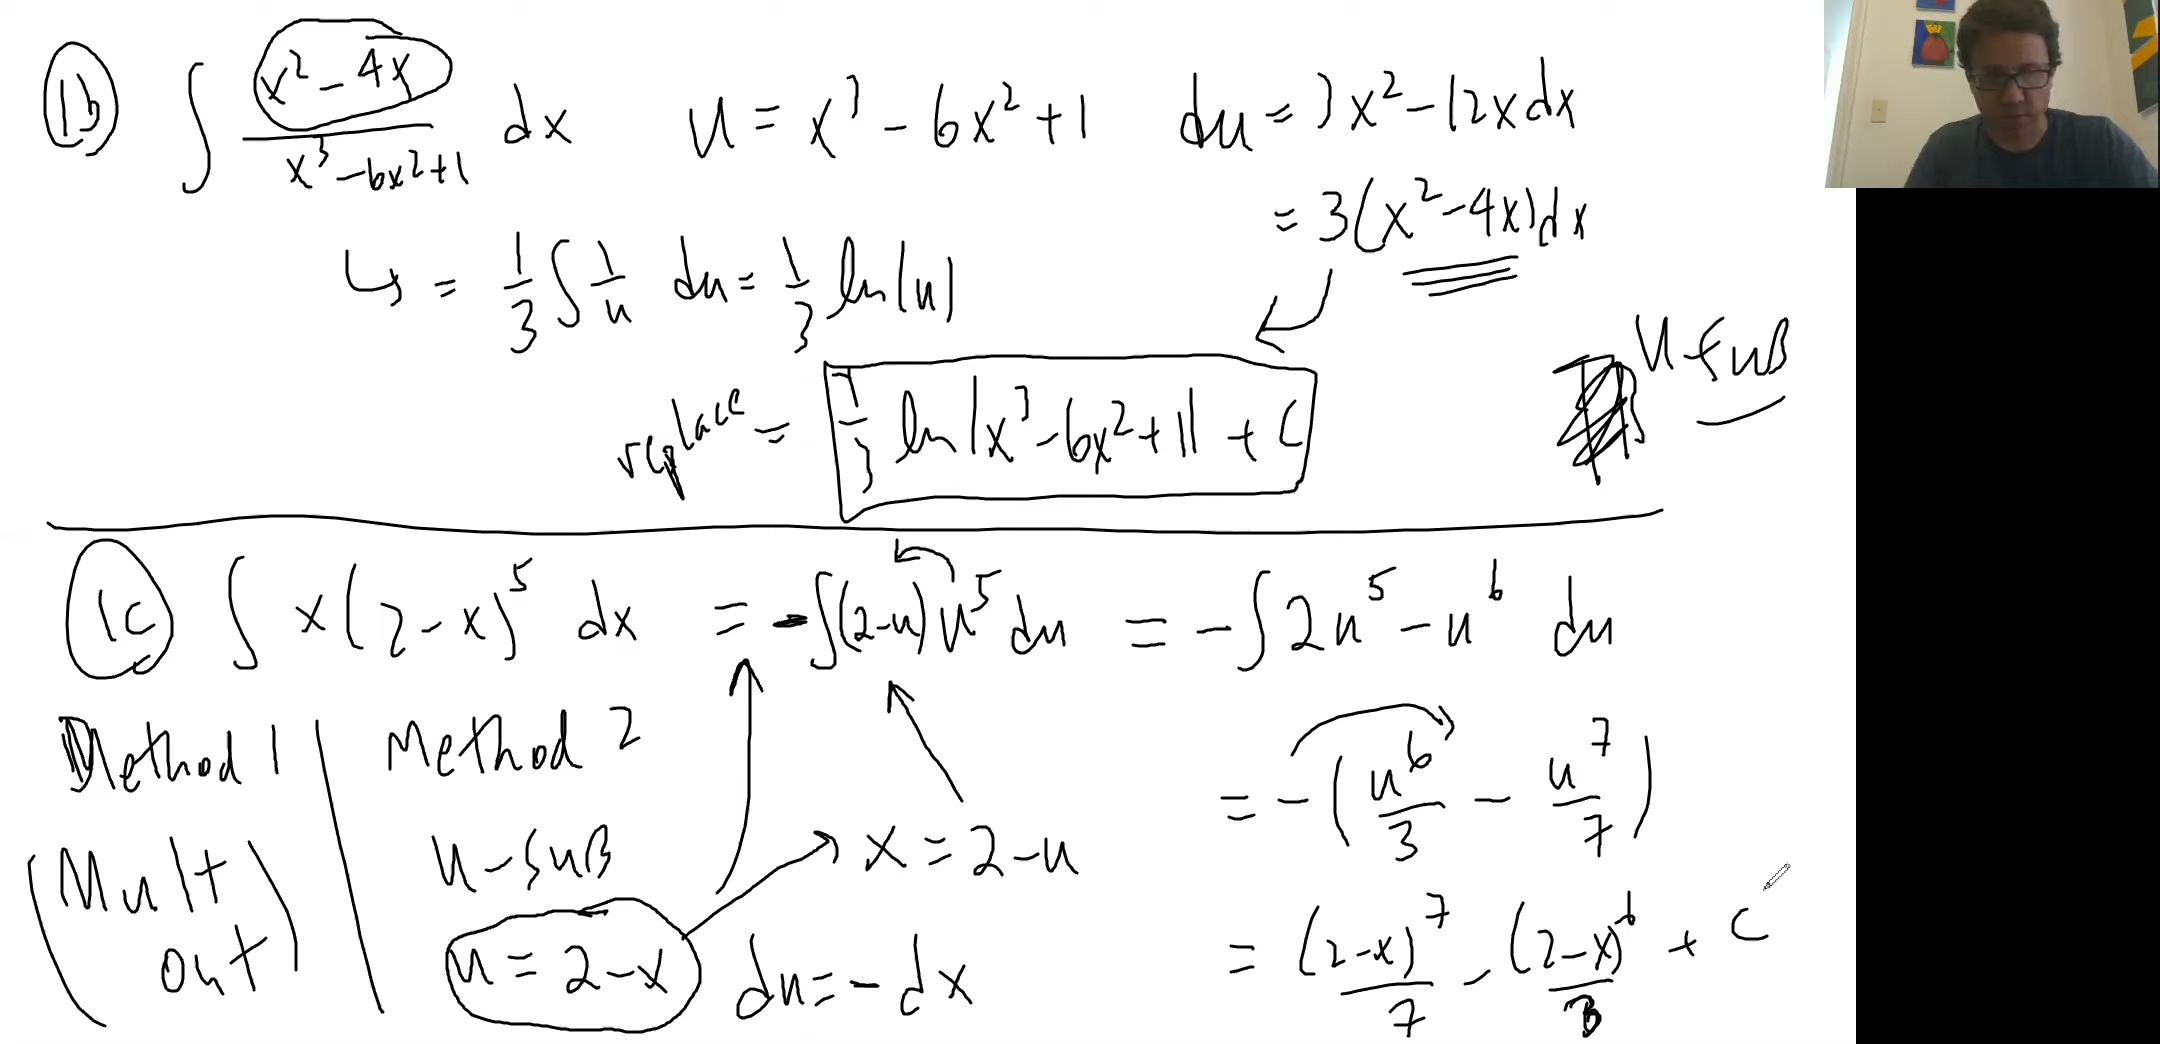 1b ∫ (x² - 4x)/(x³ - 6x² + 1) dx u = x³ - 6x² + 1 du = 3x² - 12x dx
= 3(x² - 4x)dx
↳ = 1/3 ∫ 1/u du = 1/3 ln|u|
u-sub
replace = 1/3 ln|x³ - 6x² + 1| + C
1c ∫ x(2-x)⁵ dx = -∫(2-u)u⁵ du = -∫ 2u⁵ - u⁶ du
Method 1 Method 2
= -(u⁶/3 - u⁷/7)
(Mult out) u-sub x = 2-u
u = 2-x du = -dx
= (2-x)⁷/7 - (2-x)⁶/3 + C